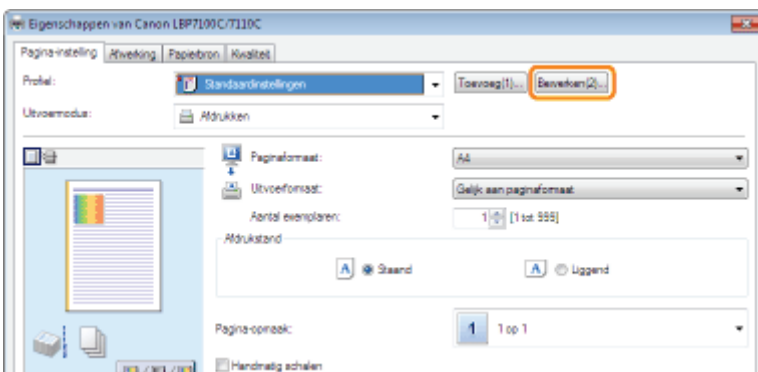 Eigenschappen van Canon LBP7100C/7110C
Pagina-instelling Afwerking Papierbron Kwaliteit
Profiel: Standaardinstellingen Toevoeg(1)... Bewerken(2)...
Uitvoermodus: Afdrukken
Paginaformaat: A4
Uitvoerformaat: Gelijk aan paginaformaat
Aantal exemplaren: 1 [1 tot 999]
Afdrukstand
A Staand A Liggend
Pagina-opmaak: 1 1 op 1
Handmatig schalen